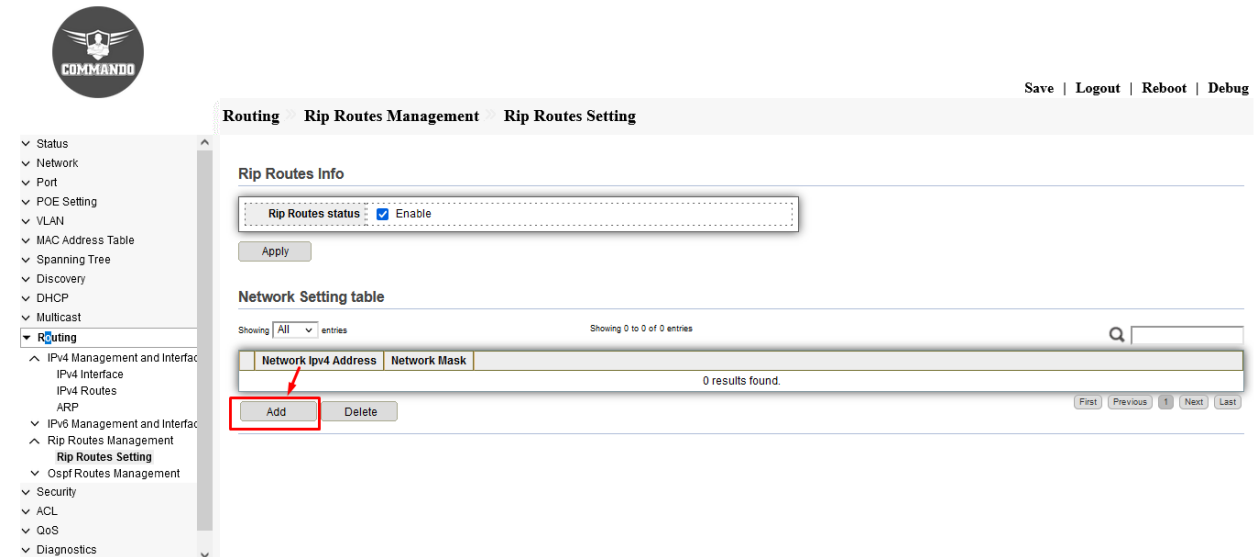 COMMANDO
Save | Logout | Reboot | Debug
Routing » Rip Routes Management » Rip Routes Setting
Status
Network
Port
POE Setting
VLAN
MAC Address Table
Spanning Tree
Discovery
DHCP
Multicast
Routing
IPv4 Management and Interfac
IPv4 Interface
IPv4 Routes
ARP
IPv6 Management and Interfac
Rip Routes Management
Rip Routes Setting
Ospf Routes Management
Security
ACL
QoS
Diagnostics
Rip Routes Info
Rip Routes status Enable
Apply
Network Setting table
Showing All entries Showing 0 to 0 of 0 entries
Network Ipv4 Address Network Mask
0 results found.
Add Delete First Previous 1 Next Last